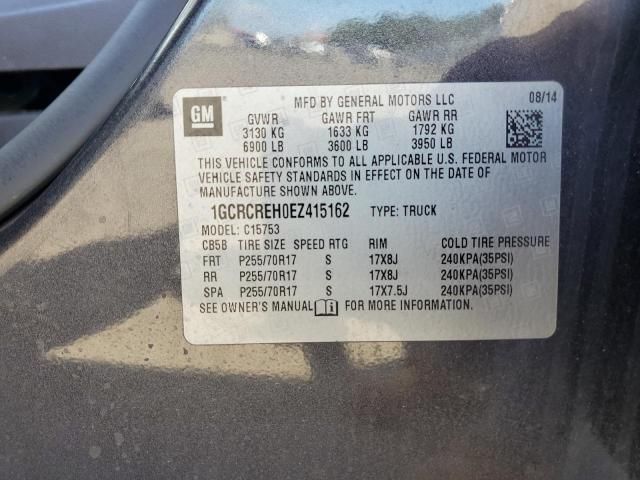 GM
MFD BY GENERAL MOTORS LLC 08/14
GVWR GAWR FRT GAWR RR
3130 KG 1633 KG 1792 KG
6900 LB 3600 LB 3950 LB
THIS VEHICLE CONFORMS TO ALL APPLICABLE U.S. FEDERAL MOTOR
VEHICLE SAFETY STANDARDS IN EFFECT ON THE DATE OF
MANUFACTURE SHOWN ABOVE.
1GCRCREH0EZ415162 TYPE: TRUCK
MODEL: C15753
CB5B TIRE SIZE SPEED RTG RIM COLD TIRE PRESSURE
FRT P255/70R17 S 17X8J 240KPA(35PSI)
RR P255/70R17 S 17X8J 240KPA(35PSI)
SPA P255/70R17 S 17X7.5J 240KPA(35PSI)
SEE OWNER'S MANUAL FOR MORE INFORMATION.